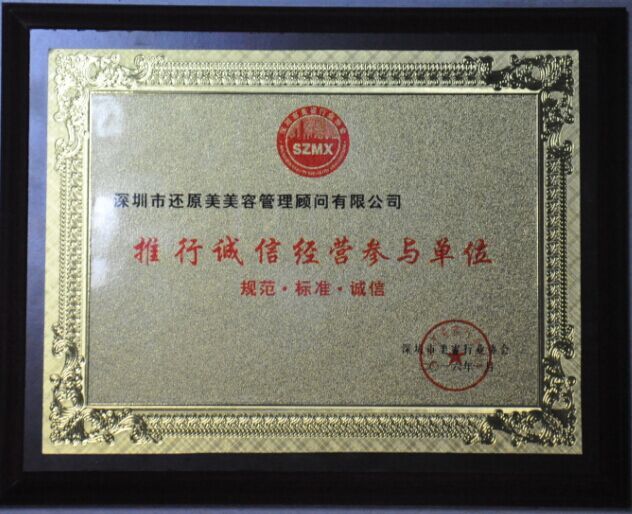 SZMX
深圳市还原美美容管理顾问有限公司
推行诚信经营参与单位
规范·标准·诚信
深圳市美容行业协会
二〇一六年一月